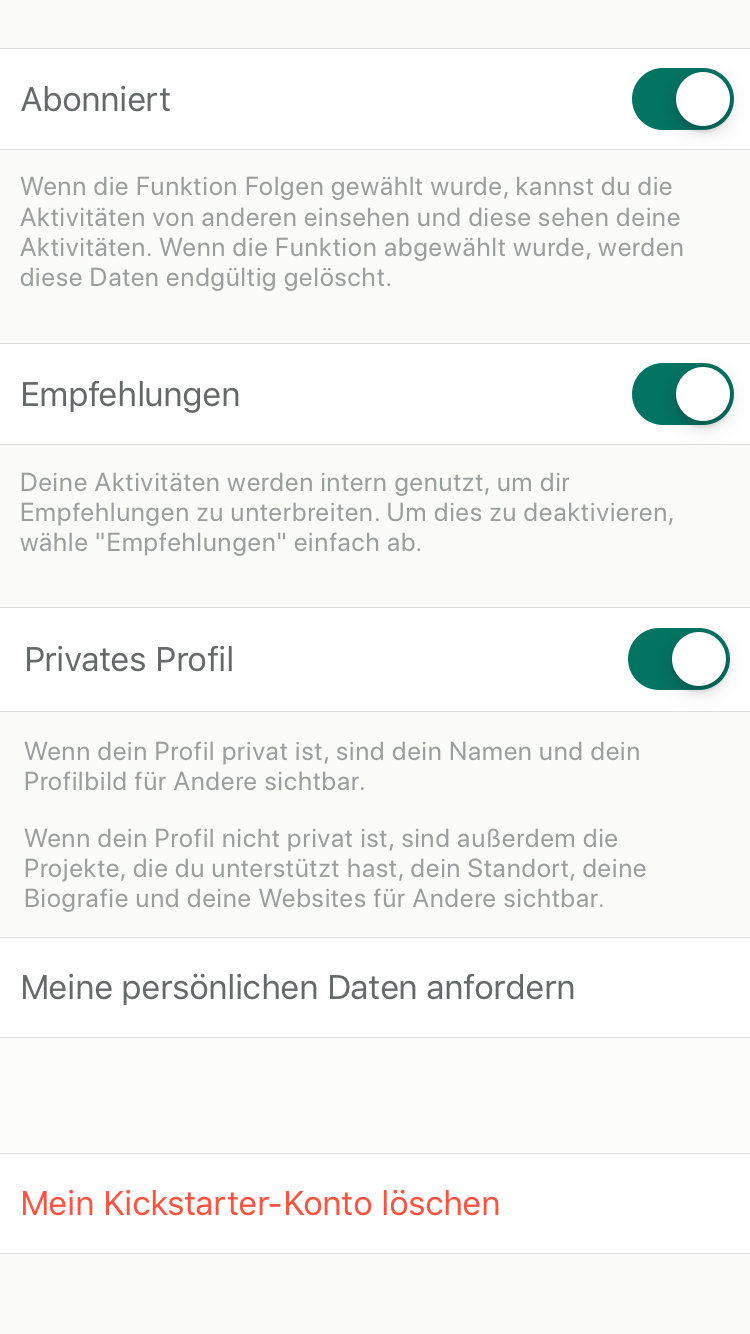 Abonniert
Wenn die Funktion Folgen gewählt wurde, kannst du die
Aktivitäten von anderen einsehen und diese sehen deine
Aktivitäten. Wenn die Funktion abgewählt wurde, werden
diese Daten endgültig gelöscht.
Empfehlungen
Deine Aktivitäten werden intern genutzt, um dir
Empfehlungen zu unterbreiten. Um dies zu deaktivieren,
wähle "Empfehlungen" einfach ab.
Privates Profil
Wenn dein Profil privat ist, sind dein Namen und dein
Profilbild für Andere sichtbar.
Wenn dein Profil nicht privat ist, sind außerdem die
Projekte, die du unterstützt hast, dein Standort, deine
Biografie und deine Websites für Andere sichtbar.
Meine persönlichen Daten anfordern
Mein Kickstarter-Konto löschen